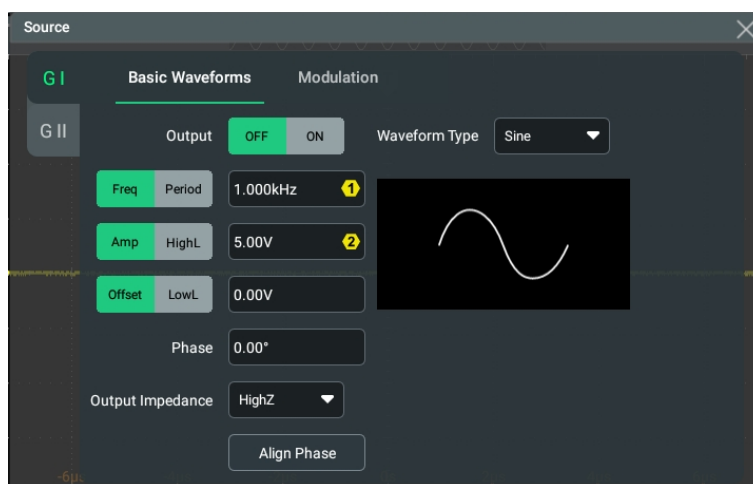 Source
G I
Basic Waveforms
Modulation
G II
Output
OFF
ON
Waveform Type
Sine
Freq
Period
1.000kHz
1
Amp
HighL
5.00V
2
Offset
LowL
0.00V
Phase
0.00°
Output Impedance
HighZ
Align Phase